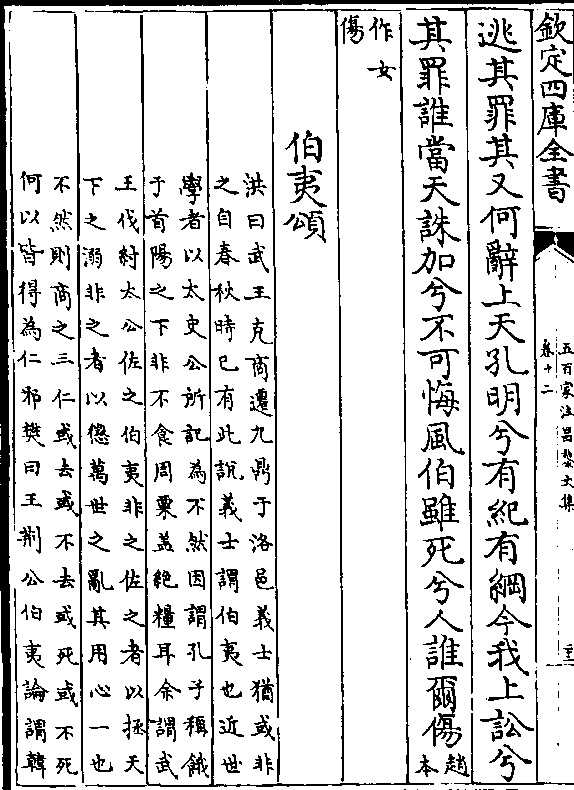 欽定四庫全書
五百家注昌黎文集
卷十二
逃其罪其又何辭上天孔明兮有紀有綱今我上訟兮
其罪誰當天誅加兮不可悔風伯雖死兮人誰爾傷趙本
作女
傷
伯夷頌
洪曰武王克商遷九鼎于洛邑義士猶或非
之自春秋時已有此說義士謂伯夷也近世
學者以太史公所記為不然因謂孔子稱餓
于首陽之下非不食周粟蓋絶糧耳余謂武
王伐紂太公佐之伯夷非之佐之者以拯天
下之溺非之者以懲萬世之亂其用心一也
不然則商之三仁或去或不去或死或不死
何以皆得為仁邪樊曰王荆公伯夷論謂韓